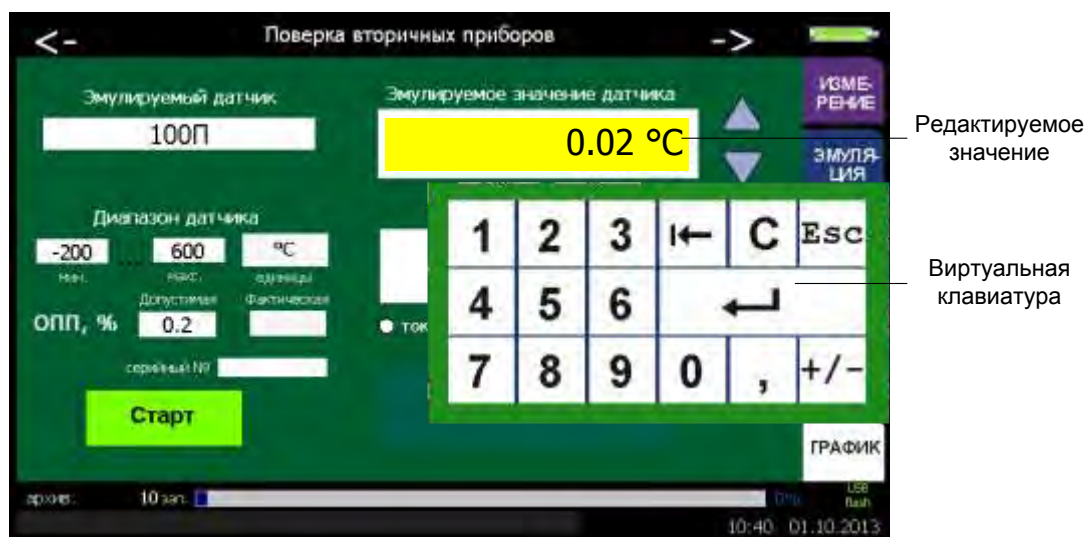 <- Поверка вторичных приборов ->
Эмулируемый датчик
100П
Эмулируемое значение датчика
0.02 °C
ИЗМЕ-
РЕНИЕ
ЭМУЛЯ-
ЦИЯ
Редактируемое
значение
Диапазон датчика
-200 ... 600 °C
мин. макс. единицы
Допустимая Фактическая
ОПП, % 0.2
серийный №
Старт
ток
1 2 3 C Esc
4 5 6
7 8 9 0 , +/-
Виртуальная
клавиатура
ГРАФИК
архив: 10 зап. 0%
USB
flash
10:40 01.10.2013